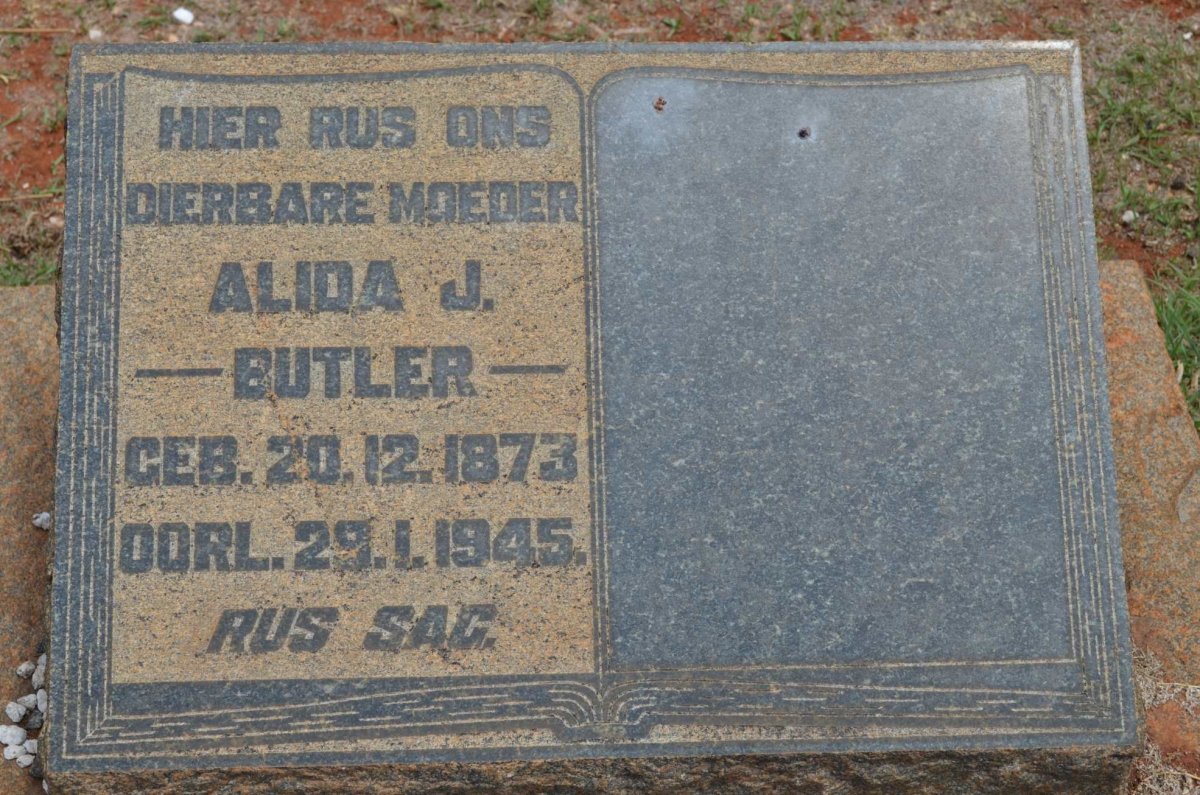 HIER RUS ONS
DIERBARE MOEDER
ALIDA J.
— BUTLER —
GEB. 20. 12. 1873
OORL. 29. 1. 1945.
RUS SAG.